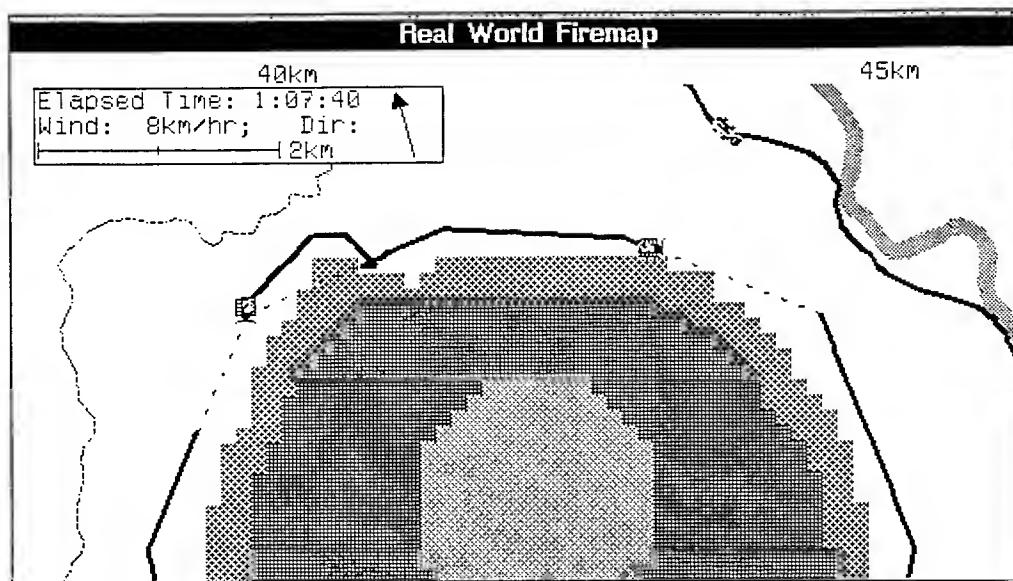 Real World Firemap
40km
45km
Elapsed Time: 1:07:40
Wind: 8km/hr; Dir:
2km